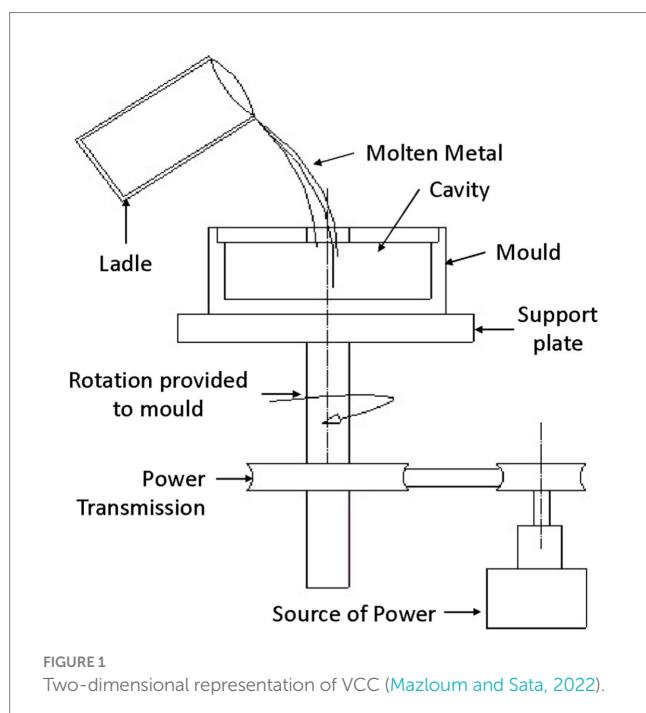 Molten Metal
Cavity
Ladle
Mould
Support
plate
Rotation provided
to mould
Power
Transmission
Source of Power
FIGURE 1
Two-dimensional representation of VCC (Mazloum and Sata, 2022).